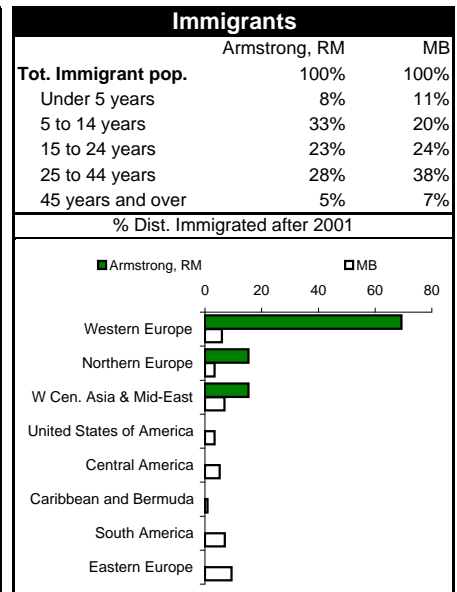 Immigrants
Armstrong, RM MB
Tot. Immigrant pop. 100% 100%
Under 5 years 8% 11%
5 to 14 years 33% 20%
15 to 24 years 23% 24%
25 to 44 years 28% 38%
45 years and over 5% 7%
% Dist. Immigrated after 2001
Armstrong, RM MB
0 20 40 60 80
Western Europe
Northern Europe
W Cen. Asia & Mid-East
United States of America
Central America
Caribbean and Bermuda
South America
Eastern Europe